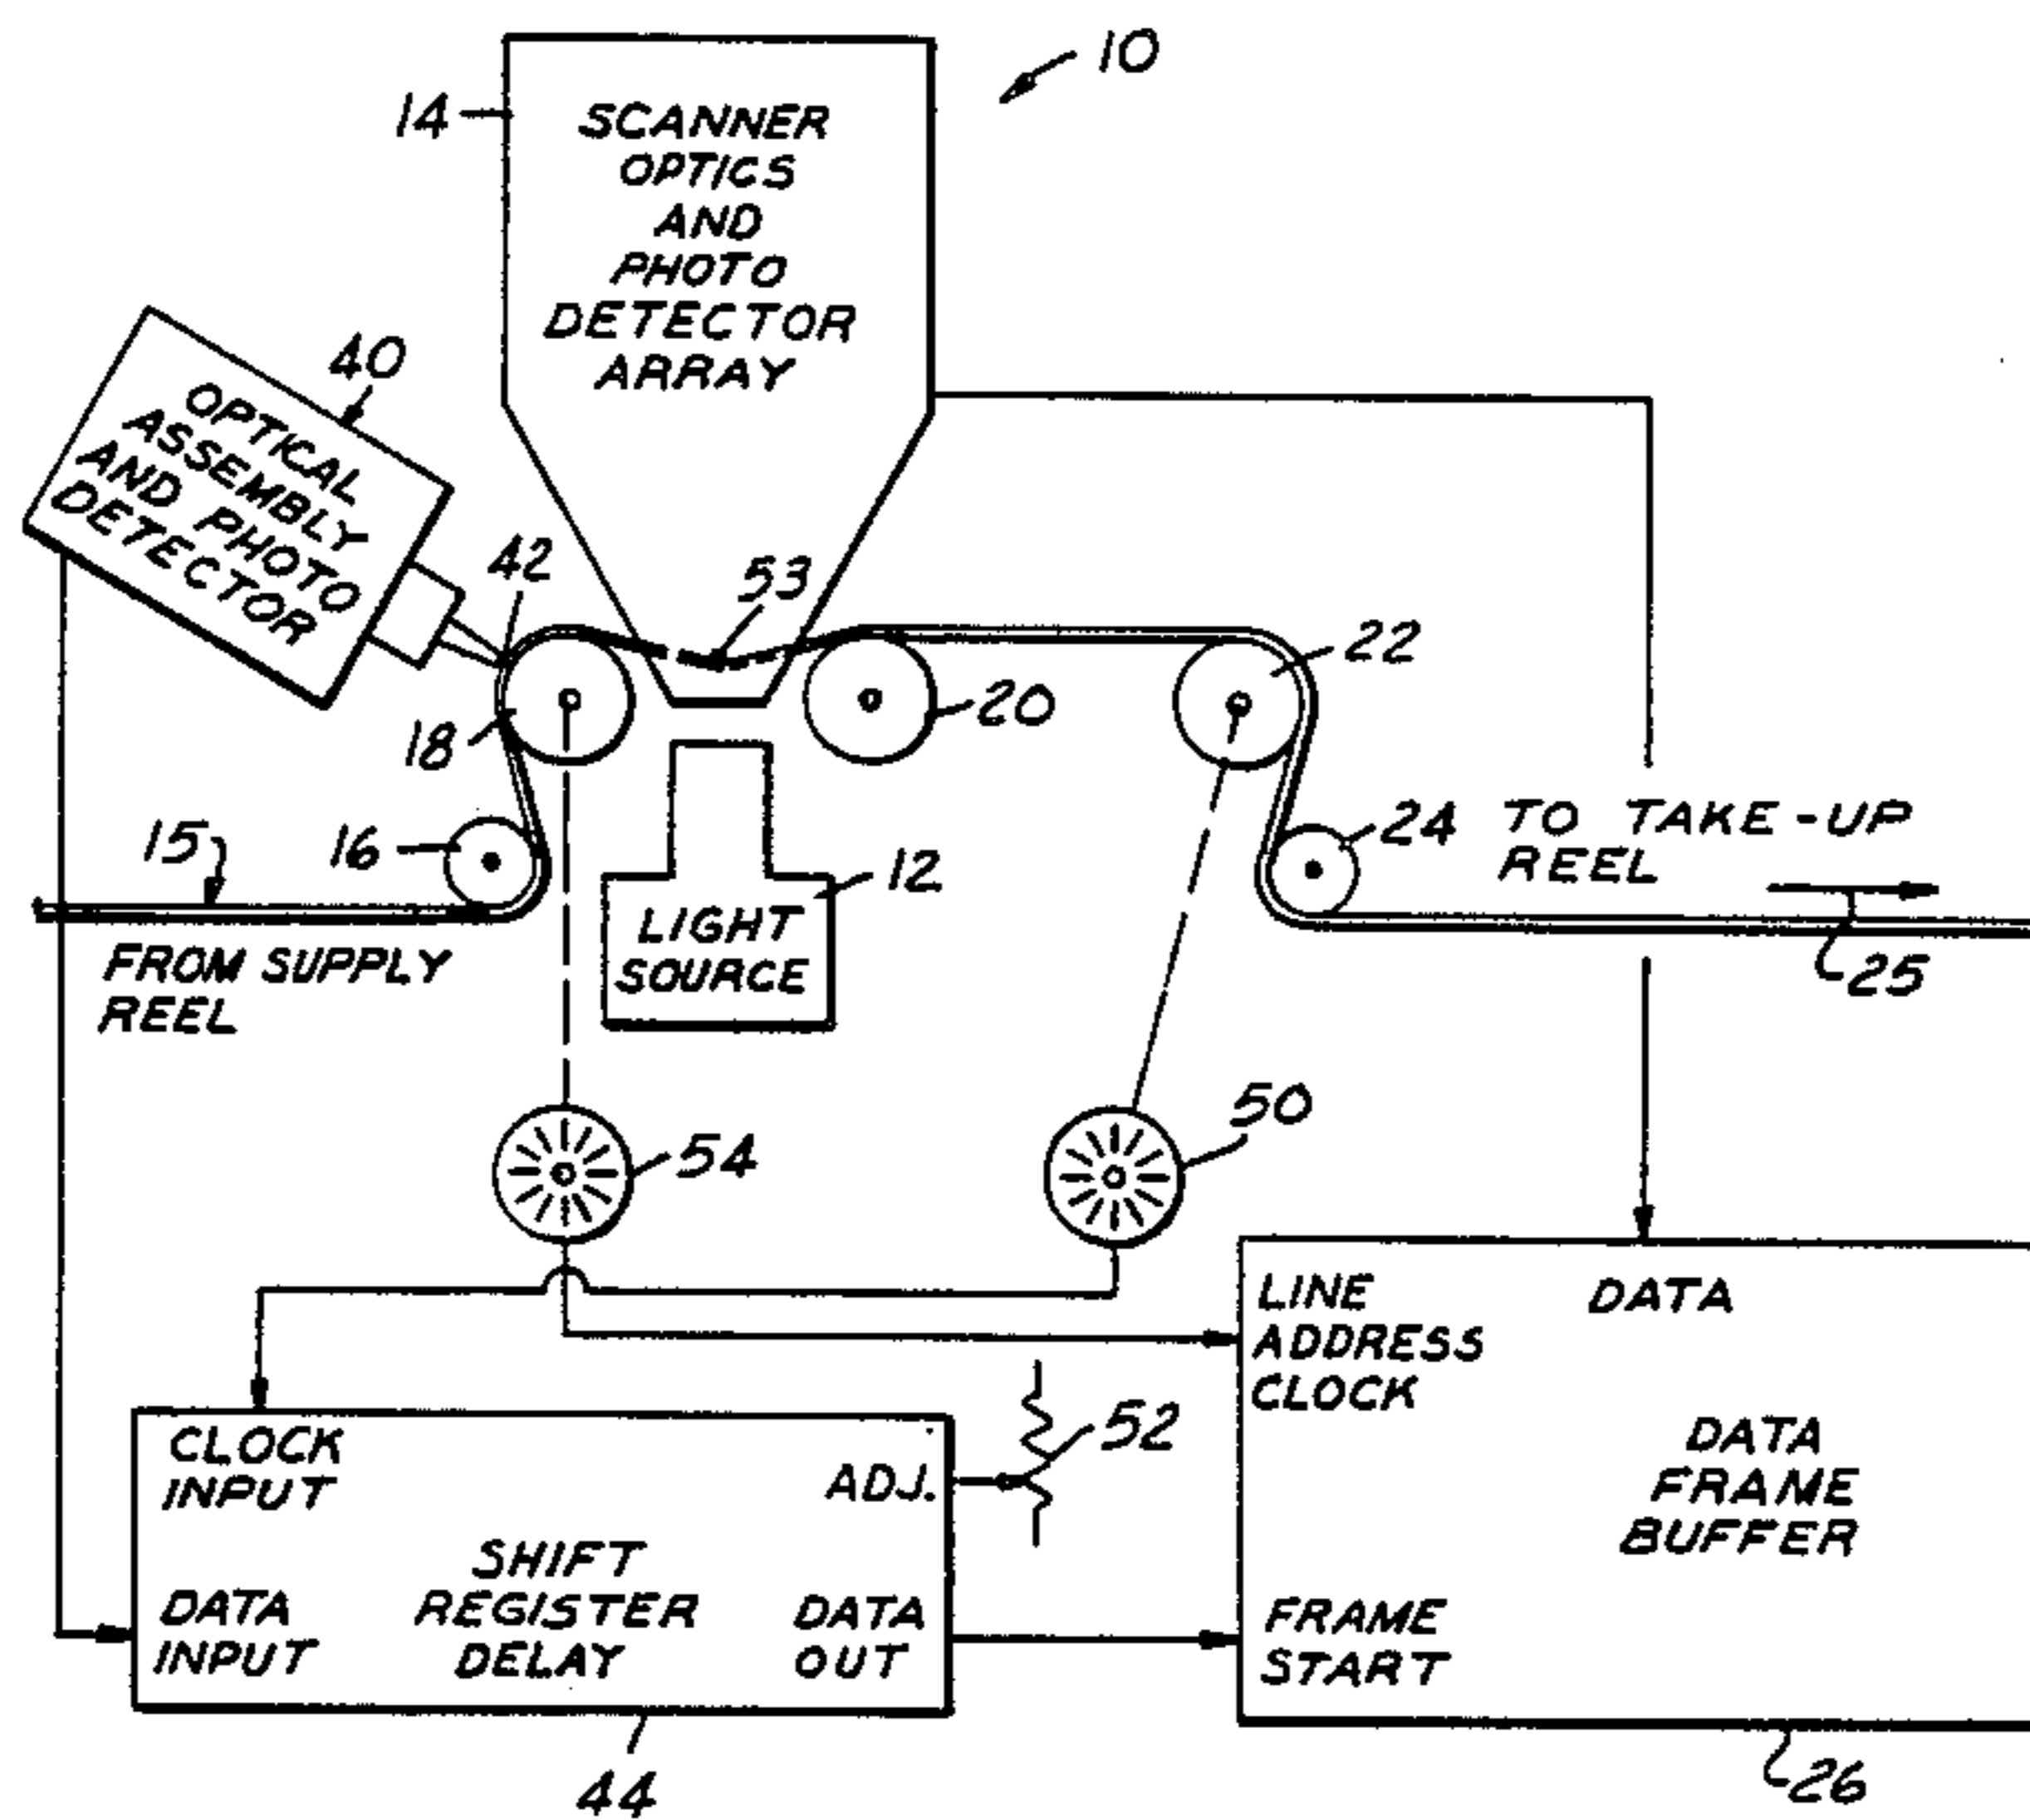 10
14
SCANNER
OPTICS
AND
PHOTO
DETECTOR
ARRAY
40
OPTICAL
ASSEMBLY
AND PHOTO
DETECTOR
42
53
22
18
20
15
16
12
24
TO TAKE-UP
REEL
LIGHT
SOURCE
FROM SUPPLY
REEL
25
54
50
LINE
ADDRESS
CLOCK
DATA
CLOCK
INPUT
ADJ.
52
DATA
FRAME
BUFFER
SHIFT
REGISTER
DELAY
DATA
INPUT
DATA
OUT
FRAME
START
44
26